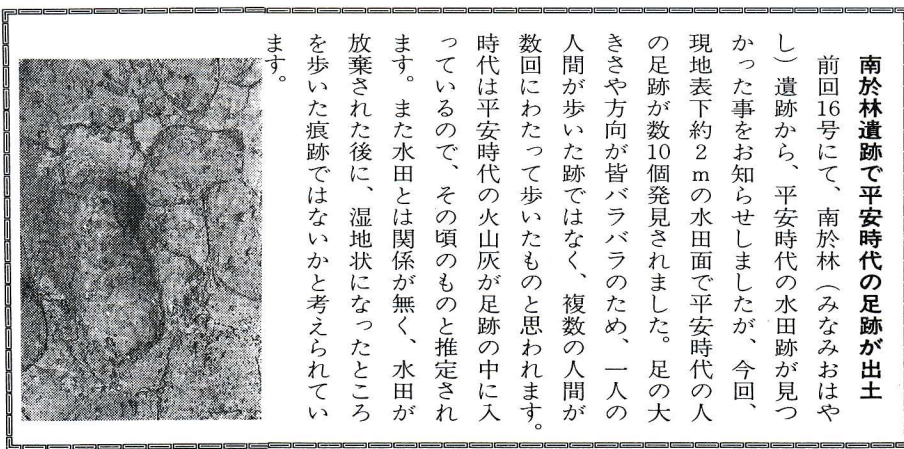 南於林遺跡で平安時代の足跡が出土
前回16号にて、南於林（みなみおはや
し）遺跡から、平安時代の水田跡が見つ
かった事をお知らせしましたが、今回、
現地表下約2mの水田面で平安時代の人
の足跡が数10個発見されました。足の大
きさや方向が皆バラバラのため、一人の
人間が歩いた跡ではなく、複数の人間が
数回にわたって歩いたものと思われます。
時代は平安時代の火山灰が足跡の中に入
っているので、その頃のものと推定され
ます。また水田とは関係が無く、水田が
放棄された後に、湿地状になったところ
を歩いた痕跡ではないかと考えられてい
ます。